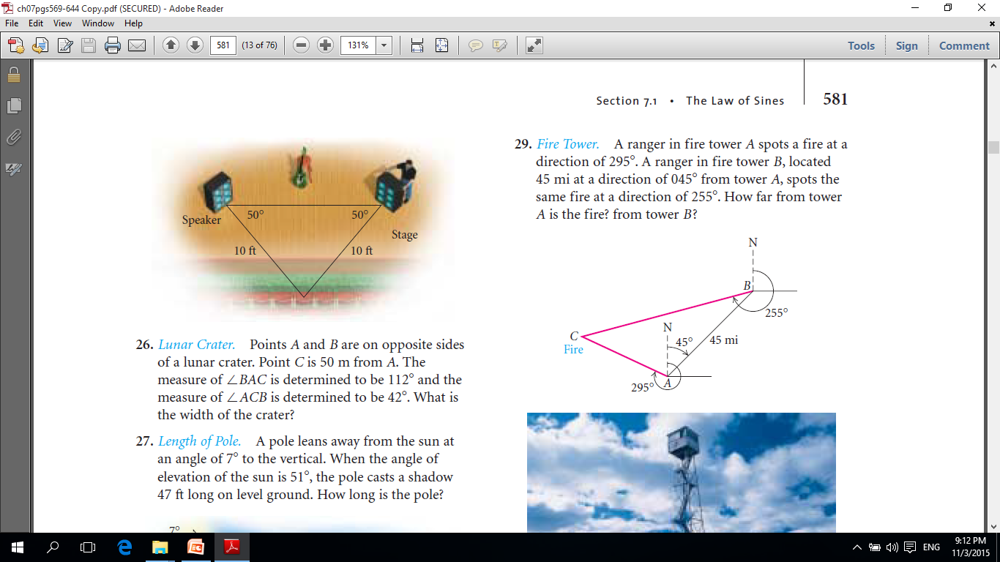 ch07pgs569-644 Copy.pdf (SECURED) - Adobe Reader
File Edit View Window Help
581 (13 of 76) 131% Tools Sign Comment
Section 7.1 • The Law of Sines 581
Speaker
50°
50°
Stage
10 ft
10 ft
26. Lunar Crater. Points A and B are on opposite sides
of a lunar crater. Point C is 50 m from A. The
measure of ∠BAC is determined to be 112° and the
measure of ∠ACB is determined to be 42°. What is
the width of the crater?
27. Length of Pole. A pole leans away from the sun at
an angle of 7° to the vertical. When the angle of
elevation of the sun is 51°, the pole casts a shadow
47 ft long on level ground. How long is the pole?
7°
29. Fire Tower. A ranger in fire tower A spots a fire at a
direction of 295°. A ranger in fire tower B, located
45 mi at a direction of 045° from tower A, spots the
same fire at a direction of 255°. How far from tower
A is the fire? from tower B?
N
B
255°
N
C
45°
45 mi
Fire
295°
A
ENG
9:12 PM
11/3/2015